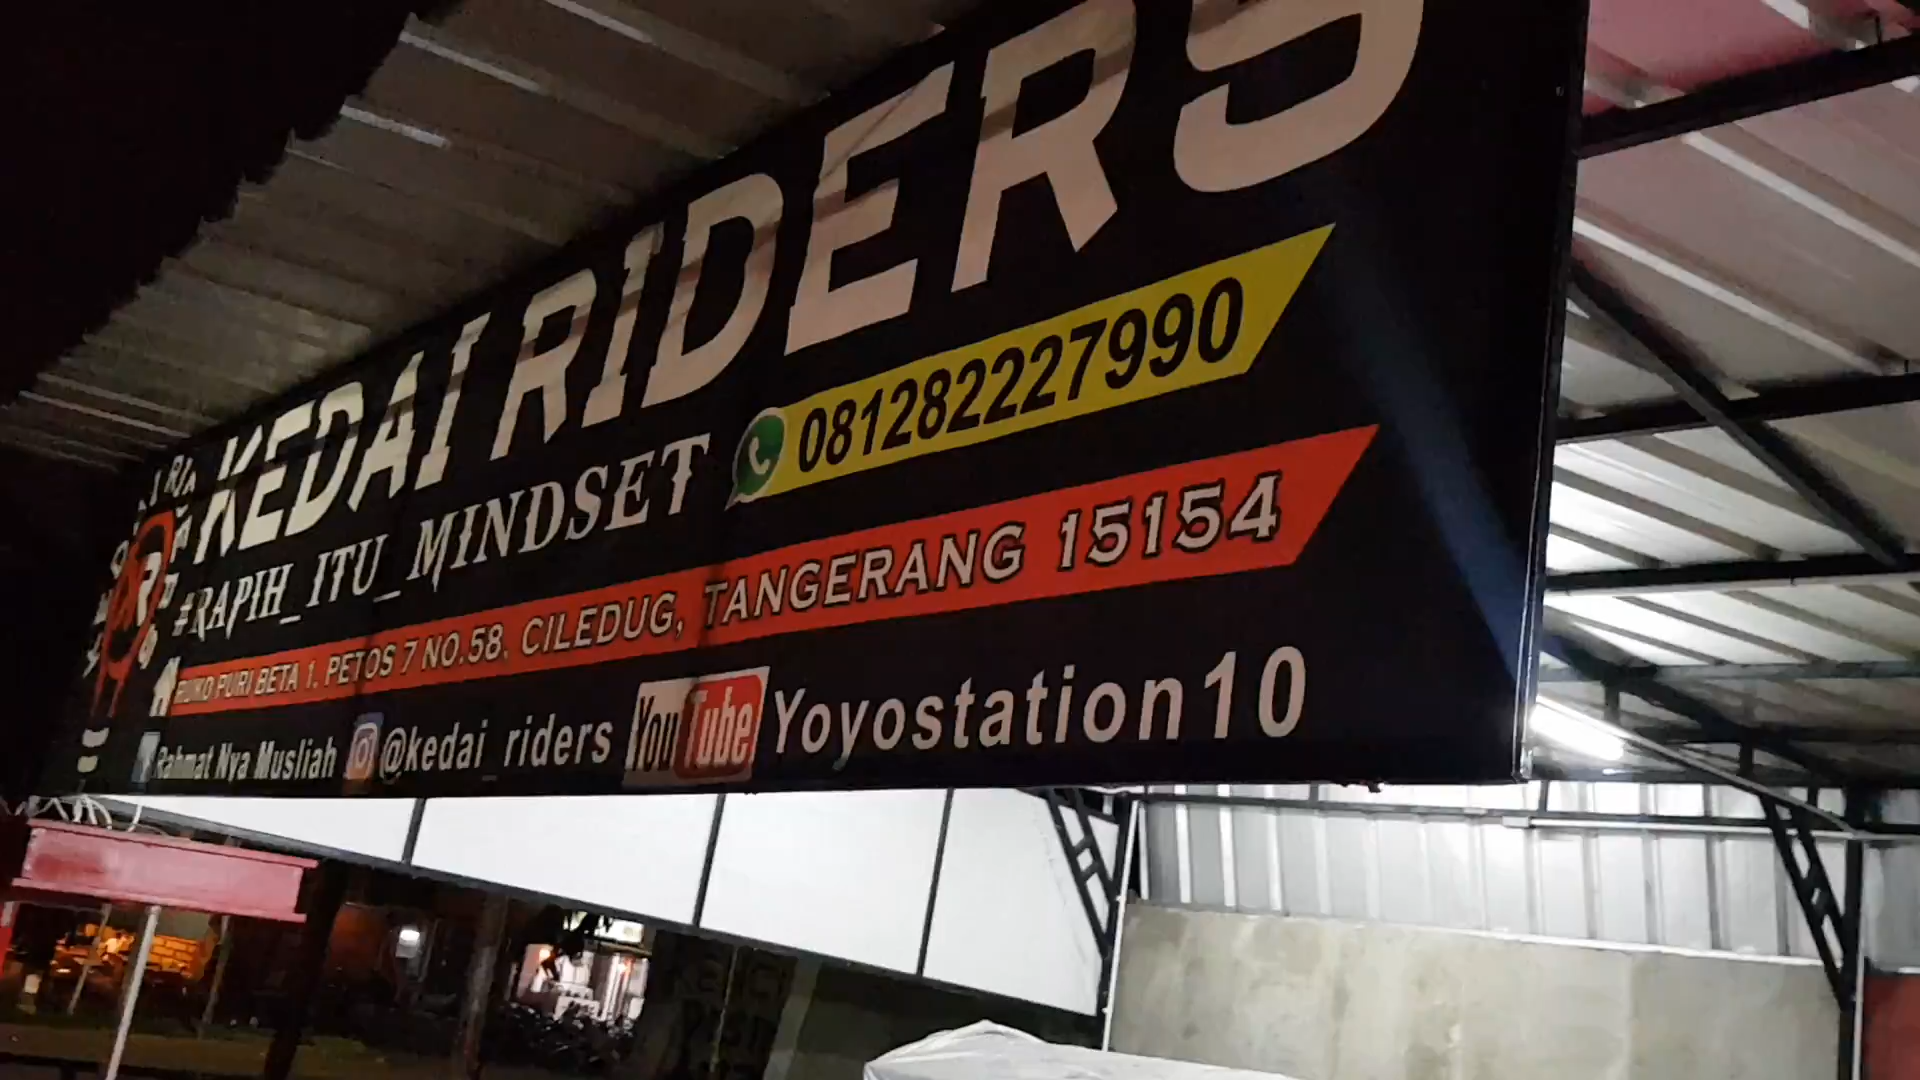 KEDAI RIDERS
#RAPIH_ITU_MINDSET
081282227990
RUKO PURI BETA 1, PETOS 7 NO.58, CILEDUG, TANGERANG 15154
Rahmat Nya Musliah @kedai_riders YouTube Yoyostation10